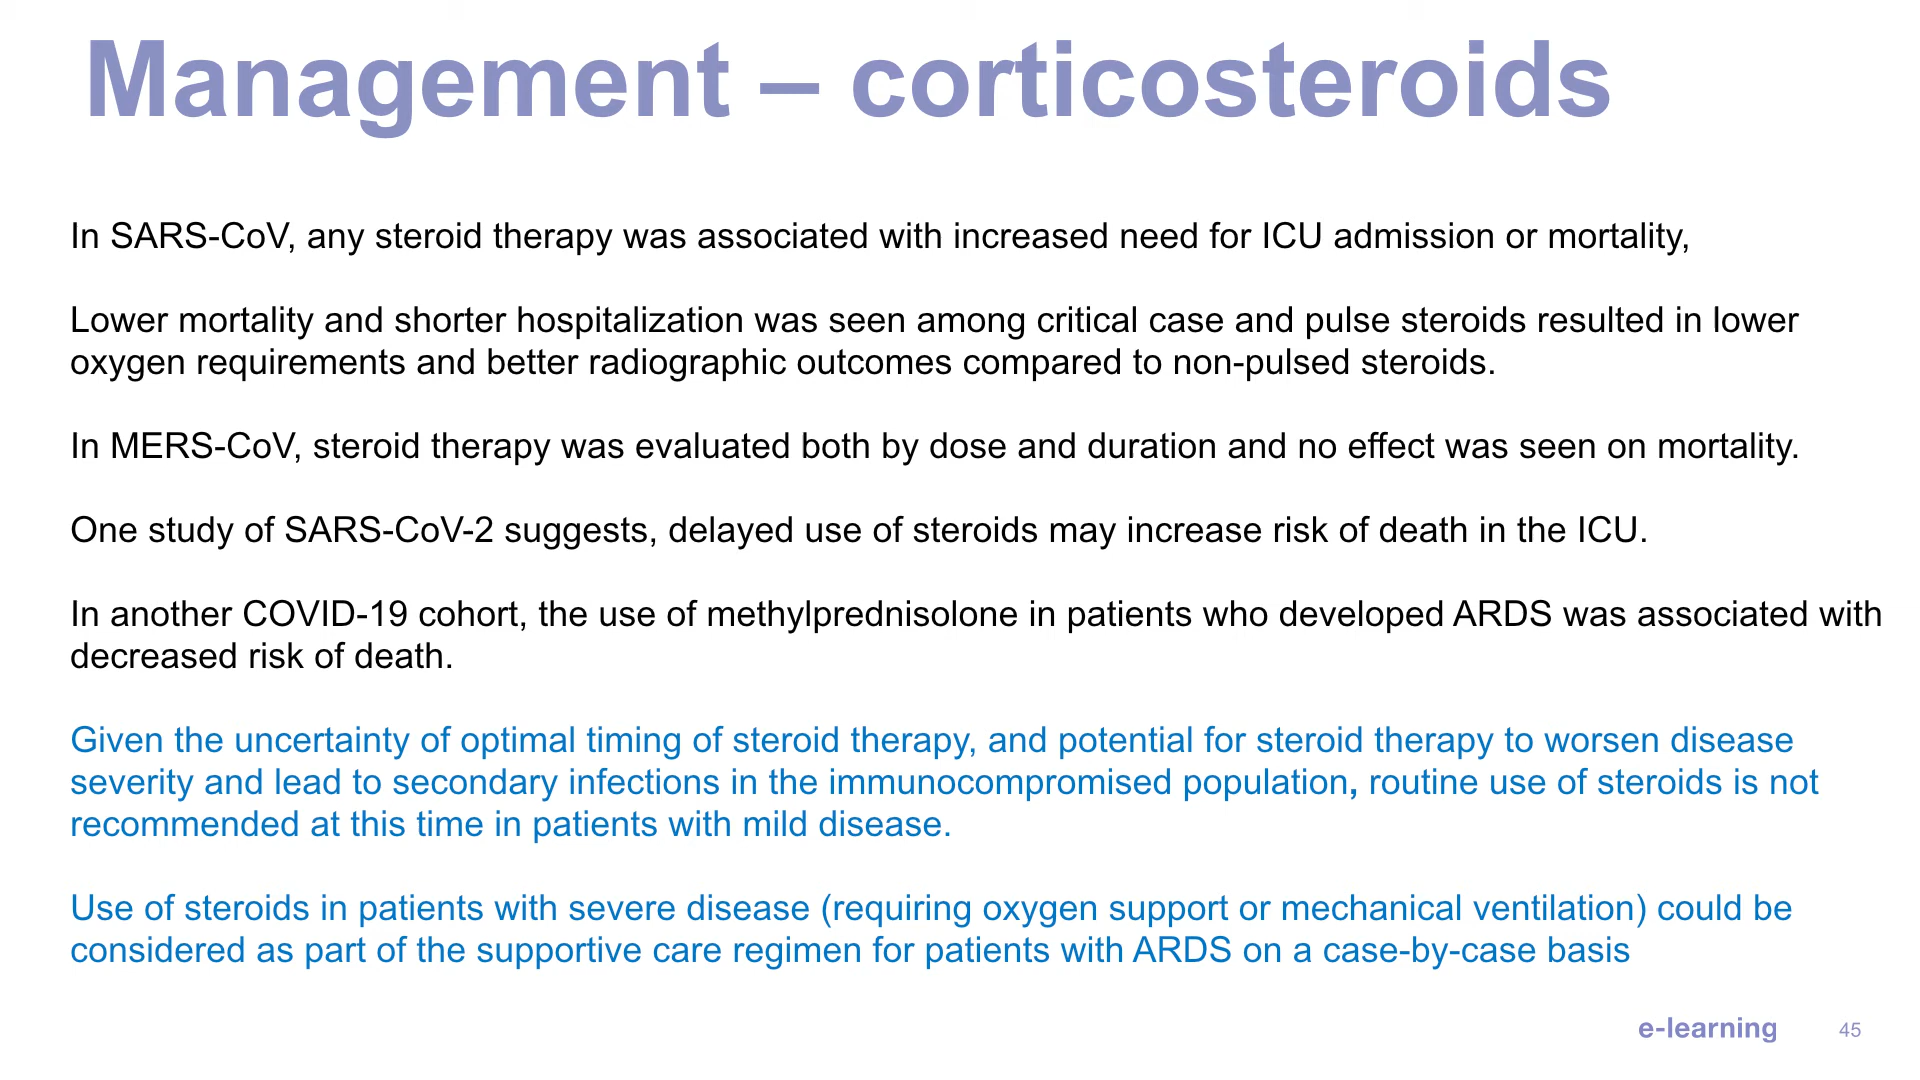 Management – corticosteroids
In SARS-CoV, any steroid therapy was associated with increased need for ICU admission or mortality,
Lower mortality and shorter hospitalization was seen among critical case and pulse steroids resulted in lower
oxygen requirements and better radiographic outcomes compared to non-pulsed steroids.
In MERS-CoV, steroid therapy was evaluated both by dose and duration and no effect was seen on mortality.
One study of SARS-CoV-2 suggests, delayed use of steroids may increase risk of death in the ICU.
In another COVID-19 cohort, the use of methylprednisolone in patients who developed ARDS was associated with
decreased risk of death.
Given the uncertainty of optimal timing of steroid therapy, and potential for steroid therapy to worsen disease
severity and lead to secondary infections in the immunocompromised population, routine use of steroids is not
recommended at this time in patients with mild disease.
Use of steroids in patients with severe disease (requiring oxygen support or mechanical ventilation) could be
considered as part of the supportive care regimen for patients with ARDS on a case-by-case basis
e-learning 45